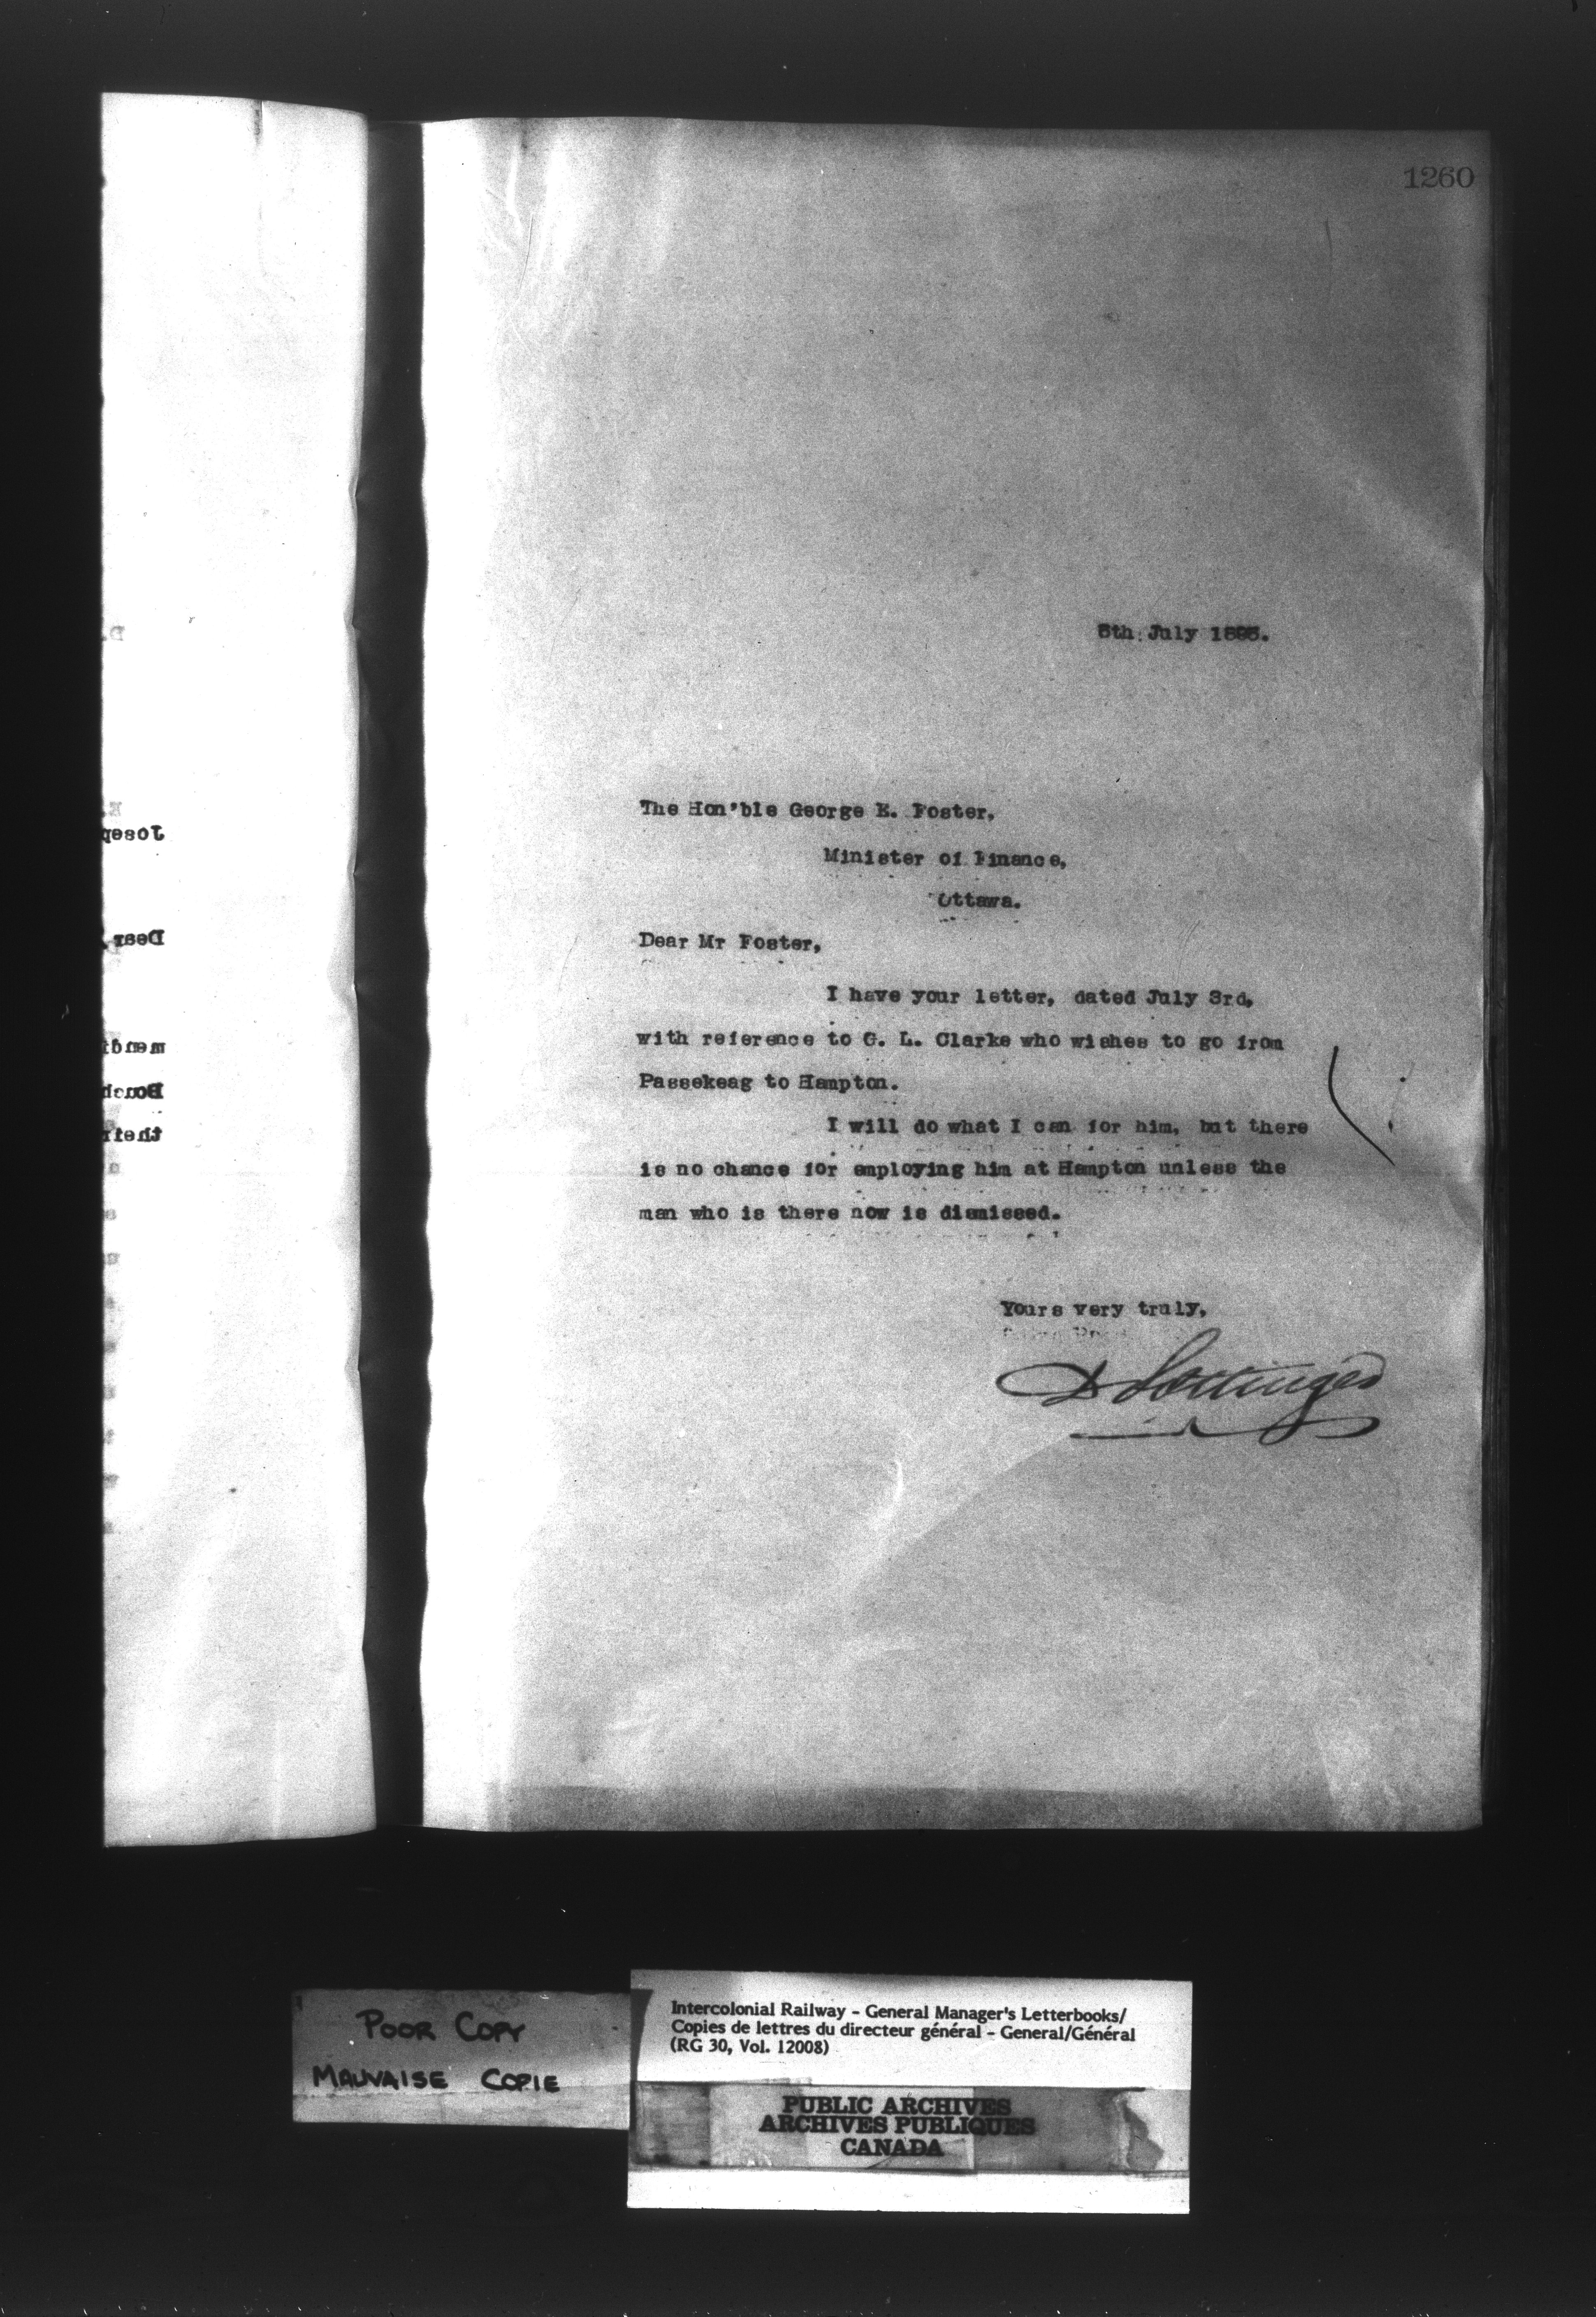 1260
5th July 1893.
The Hon'ble George E. Foster,
Minister of Finance,
Ottawa.
Dear Mr Foster,
I have your letter, dated July 3rd,
with reference to G. L. Clarke who wishes to go from
Passekeag to Hampton.
I will do what I can for him, but there
is no chance for employing him at Hampton unless the
man who is there now is dismissed.
Yours very truly,
D Pottinger
Dear
POOR COPY
MAUVAISE COPIE
Intercolonial Railway - General Manager's Letterbooks/
Copies de lettres du directeur général - General/Général
(RG 30, Vol. 12008)
PUBLIC ARCHIVES
ARCHIVES PUBLIQUES
CANADA